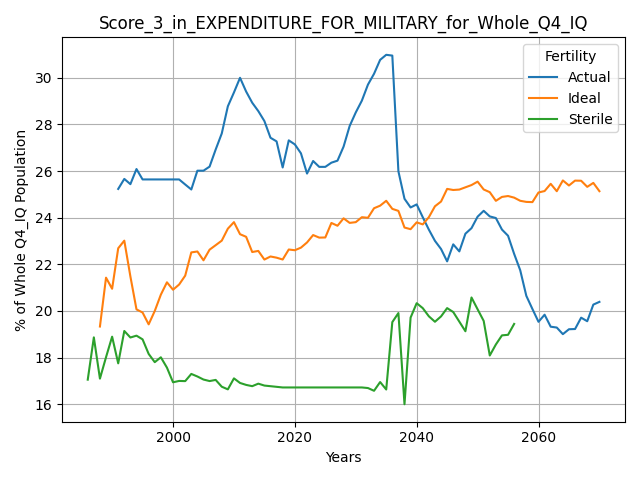 Score_3_in_EXPENDITURE_FOR_MILITARY_for_Whole_Q4_IQ
Fertility
Actual
Ideal
Sterile
% of Whole Q4_IQ Population
30
28
26
24
22
20
18
16
2000
2020
2040
2060
Years